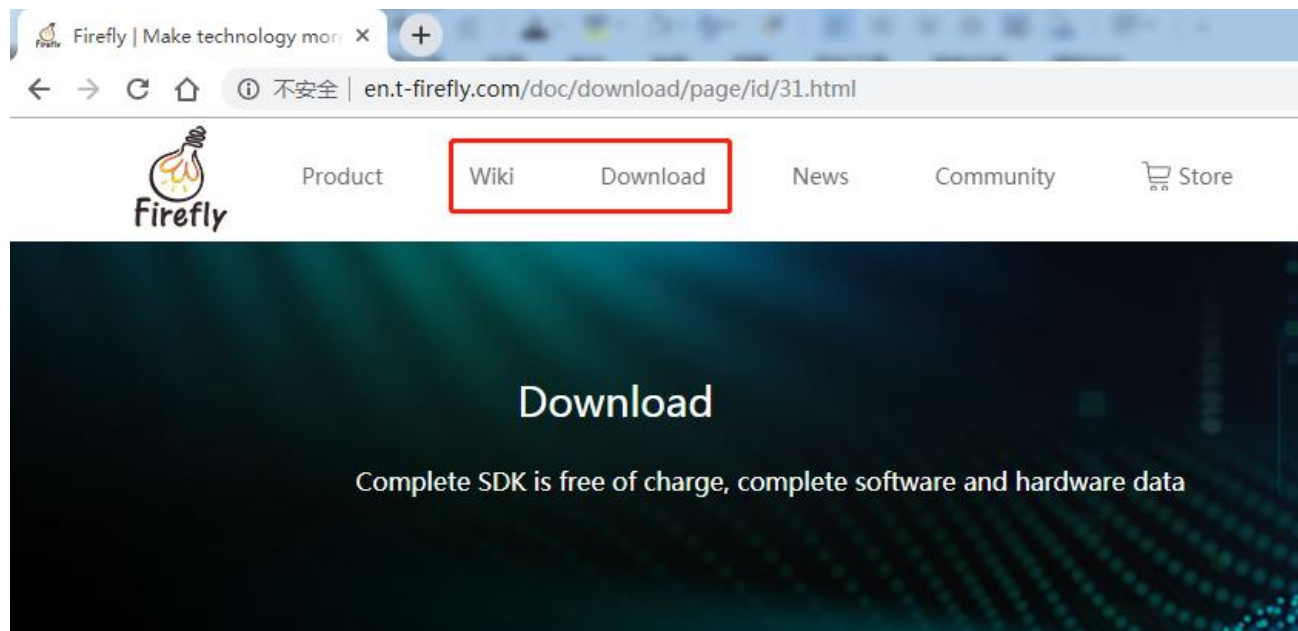 Firefly | Make technology mor
不安全 | en.t-firefly.com/doc/download/page/id/31.html
Firefly
Product Wiki Download News Community Store
Download
Complete SDK is free of charge, complete software and hardware data